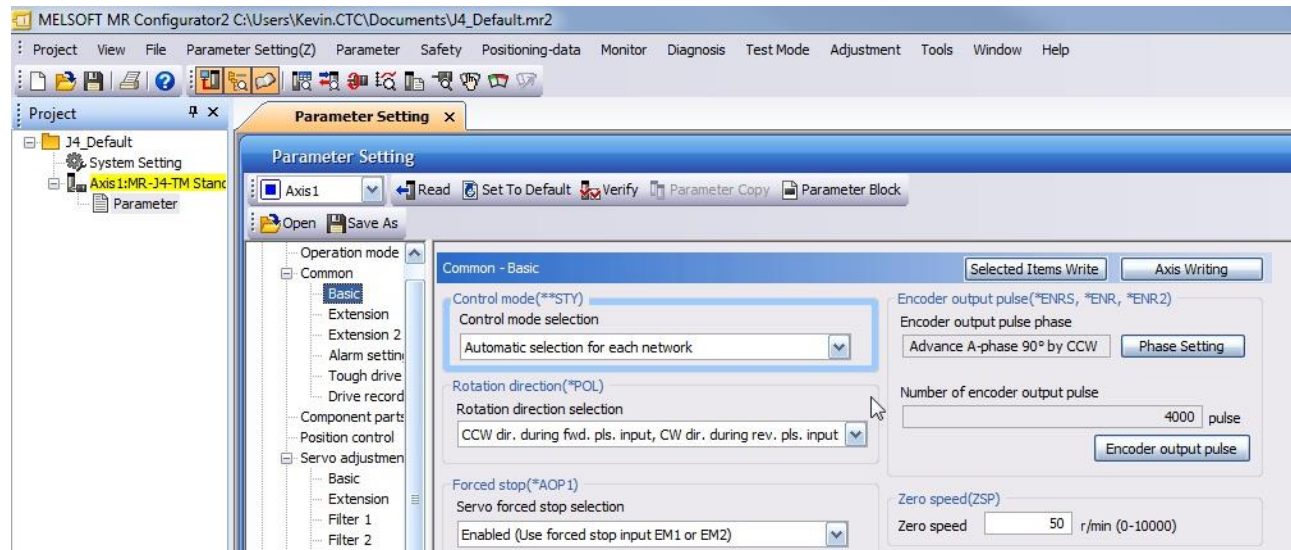 MELSOFT MR Configurator2 C:\Users\Kevin.CTC\Documents\J4_Default.mr2
Project View File Parameter Setting(Z) Parameter Safety Positioning-data Monitor Diagnosis Test Mode Adjustment Tools Window Help
Project
J4_Default
System Setting
Axis1:MR-J4-TM Stanc
Parameter
Parameter Setting
Parameter Setting
Axis1 Read Set To Default Verify Parameter Copy Parameter Block
Open Save As
Operation mode
Common
Basic
Extension
Extension 2
Alarm setting
Tough drive
Drive record
Component parts
Position control
Servo adjustmen
Basic
Extension
Filter 1
Filter 2
Common - Basic
Selected Items Write Axis Writing
Control mode(**STY)
Control mode selection
Automatic selection for each network
Rotation direction(*POL)
Rotation direction selection
CCW dir. during fwd. pls. input, CW dir. during rev. pls. input
Forced stop(*AOP1)
Servo forced stop selection
Enabled (Use forced stop input EM1 or EM2)
Encoder output pulse(*ENRS, *ENR, *ENR2)
Encoder output pulse phase
Advance A-phase 90° by CCW Phase Setting
Number of encoder output pulse
4000 pulse
Encoder output pulse
Zero speed(ZSP)
Zero speed 50 r/min (0-10000)